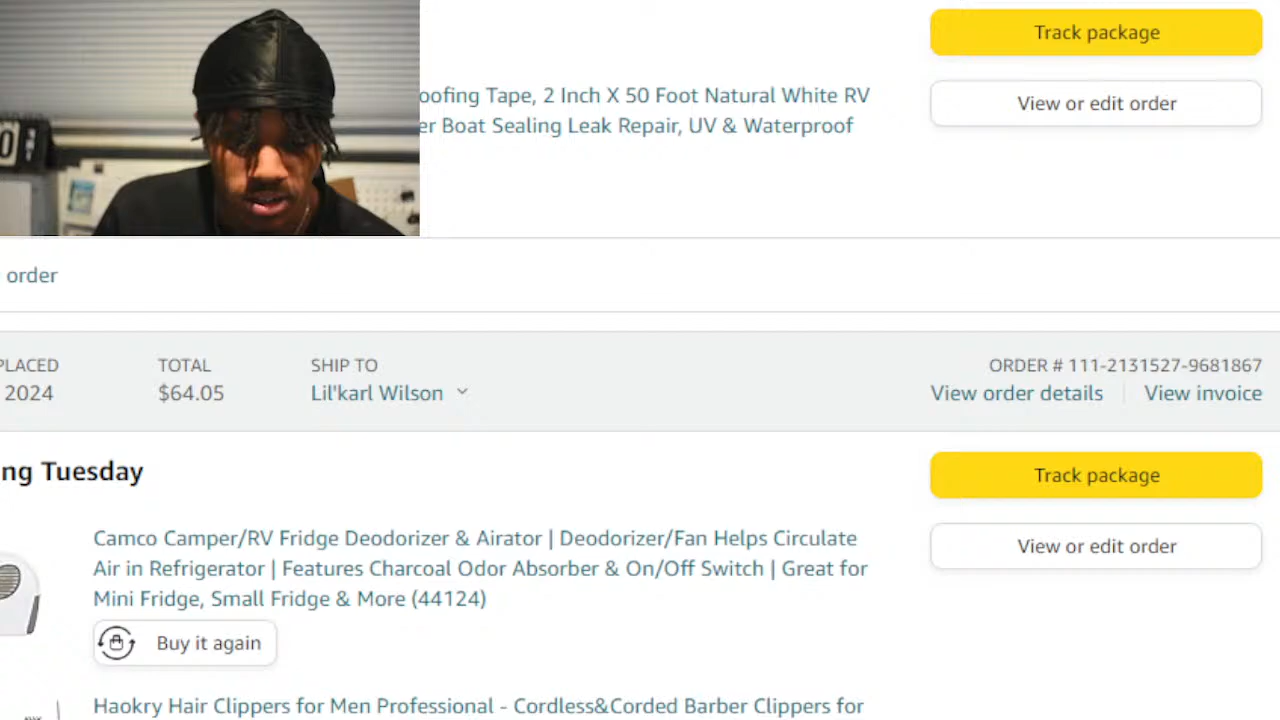 Track package
oofing Tape, 2 Inch X 50 Foot Natural White RV
er Boat Sealing Leak Repair, UV & Waterproof
View or edit order
0
order
PLACED
TOTAL
SHIP TO
ORDER # 111-2131527-9681867
2024
$64.05
Lil'karl Wilson
View order details
View invoice
ng Tuesday
Track package
Camco Camper/RV Fridge Deodorizer & Airator | Deodorizer/Fan Helps Circulate
Air in Refrigerator | Features Charcoal Odor Absorber & On/Off Switch | Great for
Mini Fridge, Small Fridge & More (44124)
View or edit order
Buy it again
Haokry Hair Clippers for Men Professional - Cordless&Corded Barber Clippers for